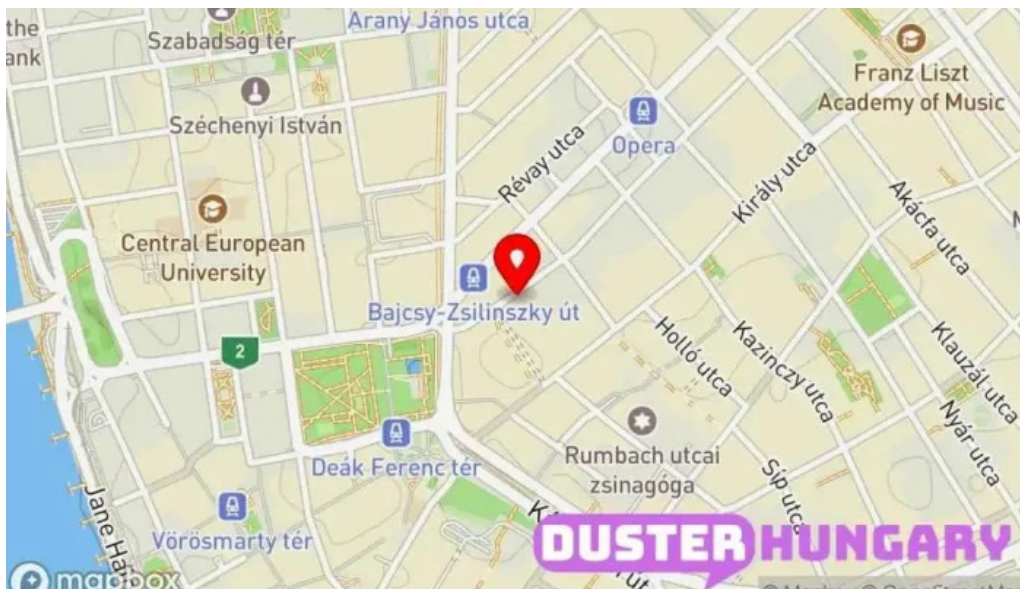 Arany János utca
the
ank
Szabadság tér
Franz Liszt
Academy of Music
Széchenyi István
Opera
Révay utca
Király utca
Akácfa utca
Central European
University
Bajcsy-Zsilinszky út
2
Holló utca
Kazinczy utca
Klauzál utca
Nyár utca
Deák Ferenc tér
Rumbach utcai
zsinagóga
Síp utca
Jane Ha
Vörösmarty tér
DUSTER HUNGARY
út
mapbox